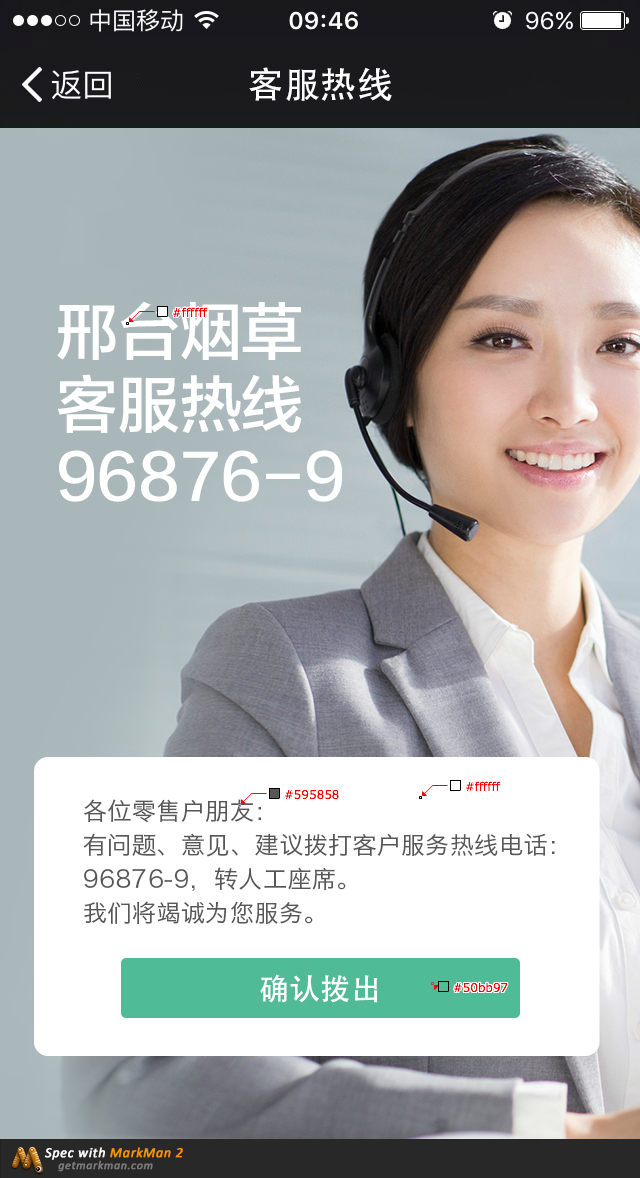 中国移动 09:46 96%
返回 客服热线
#ffffff
邢台烟草
客服热线
96876-9
#595858 #ffffff
各位零售户朋友：
有问题、意见、建议拨打客户服务热线电话：
96876-9，转人工座席。
我们将竭诚为您服务。
确认拨出 #50bb97
Spec with MarkMan 2
getmarkman.com